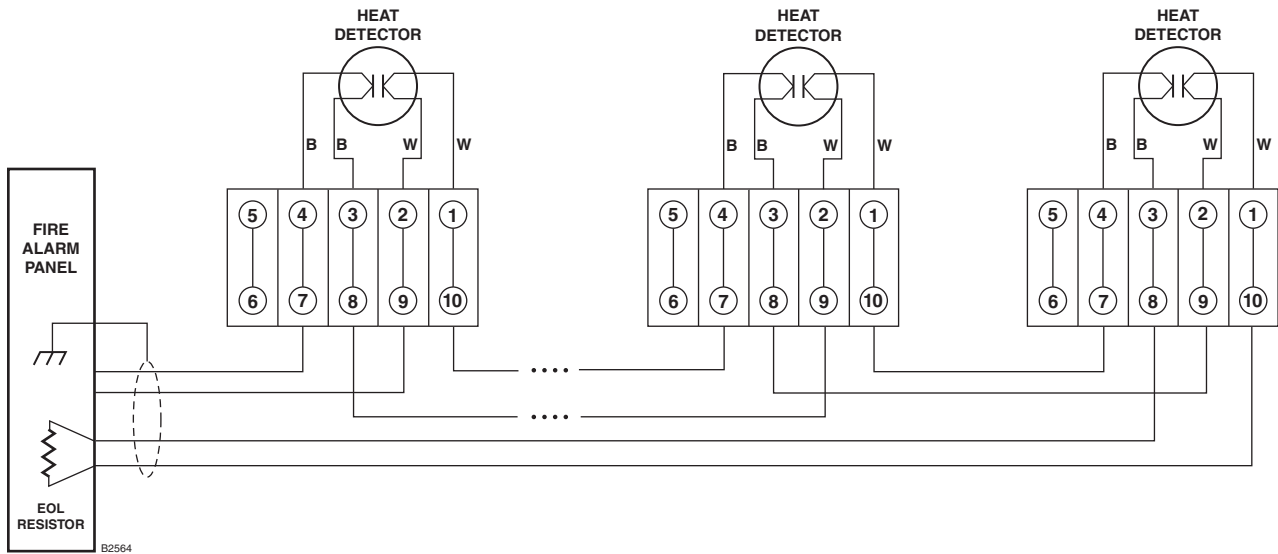 HEAT
DETECTOR
HEAT
DETECTOR
HEAT
DETECTOR
B B W W
B B W W
B B W W
5 4 3 2 1
5 4 3 2 1
5 4 3 2 1
6 7 8 9 10
6 7 8 9 10
6 7 8 9 10
FIRE
ALARM
PANEL
EOL
RESISTOR
B2564